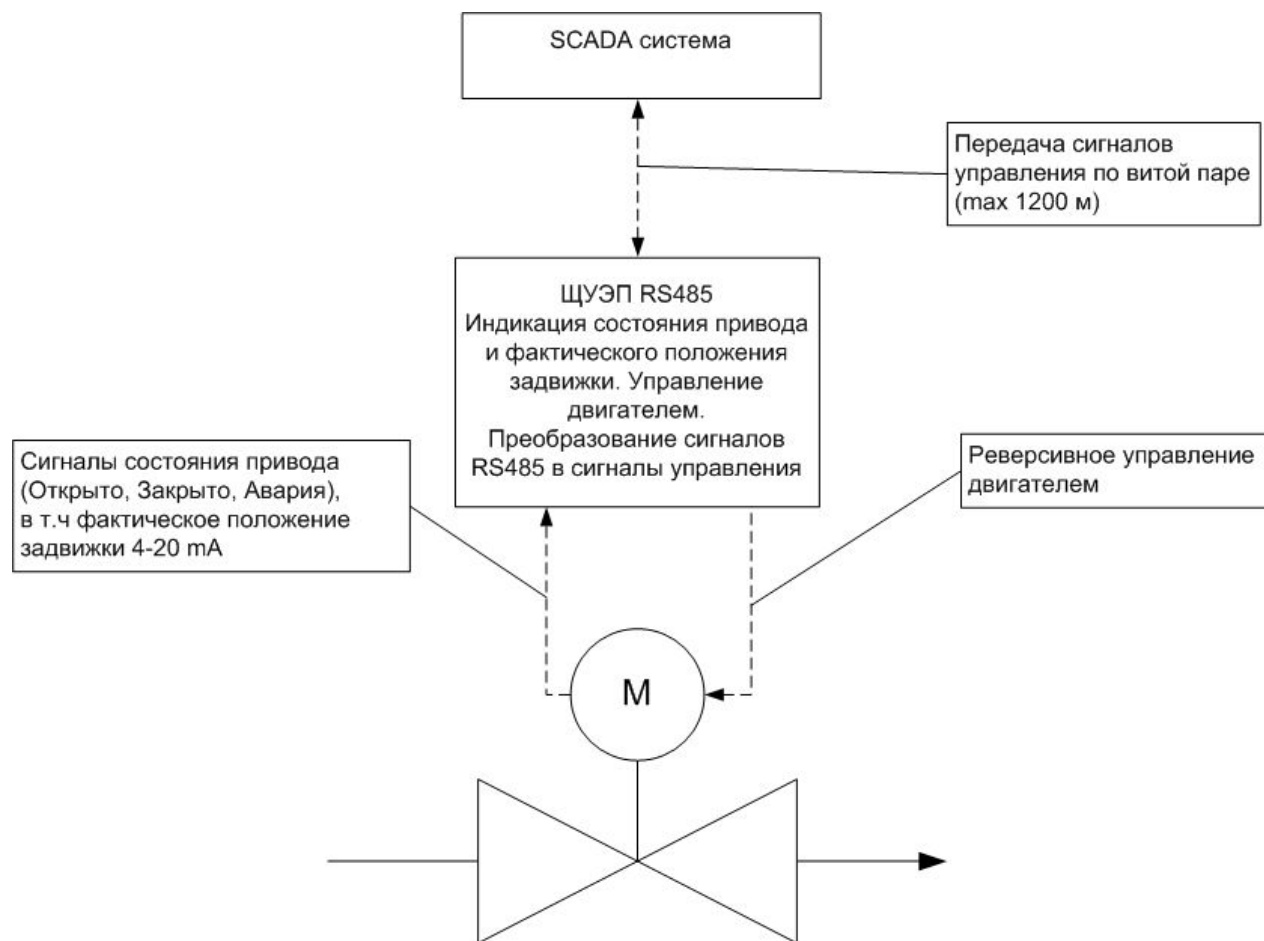 SCADA система
Передача сигналов
управления по витой паре
(max 1200 м)
ЩУЭП RS485
Индикация состояния привода
и фактического положения
задвижки. Управление
двигателем.
Преобразование сигналов
RS485 в сигналы управления
Сигналы состояния привода
(Открыто, Закрыто, Авария),
в т.ч фактическое положение
задвижки 4-20 mA
Реверсивное управление
двигателем
M